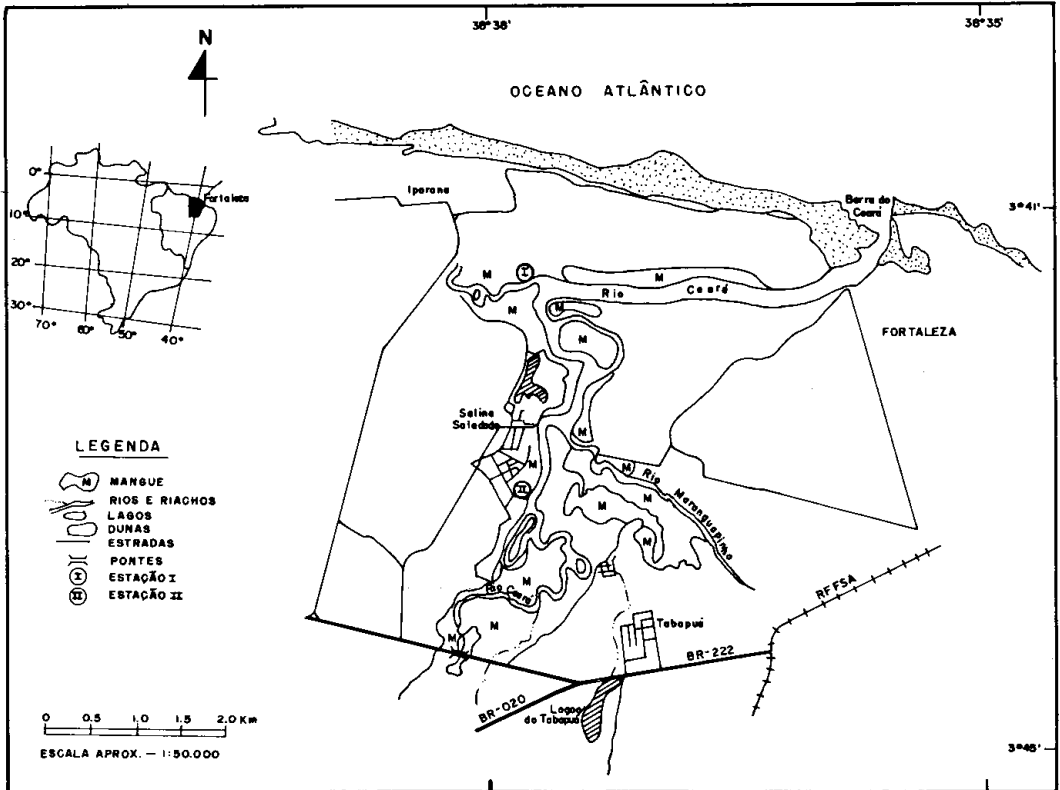 38°38'
38°35'
N
OCEANO ATLÂNTICO
0°
10°
20°
30°
70°
60°
50°
40°
Fortaleza
Iparana
Barra do
Ceará
3°41'
M
I
M
Rio Ceará
M
M
M
FORTALEZA
Salina
Soledade
M
M
II
M
Rio Maranguapinho
M
M
M
M
Rio Ceará
M
M
Tabapuá
RFFSA
BR-222
BR-020
Lagoa
do Tabapuá
3°45'
LEGENDA
M MANGUE
RIOS E RIACHOS
LAGOS
DUNAS
ESTRADAS
PONTES
I ESTAÇÃO I
II ESTAÇÃO II
0 0.5 1.0 1.5 2.0 Km
ESCALA APROX. — 1:50.000